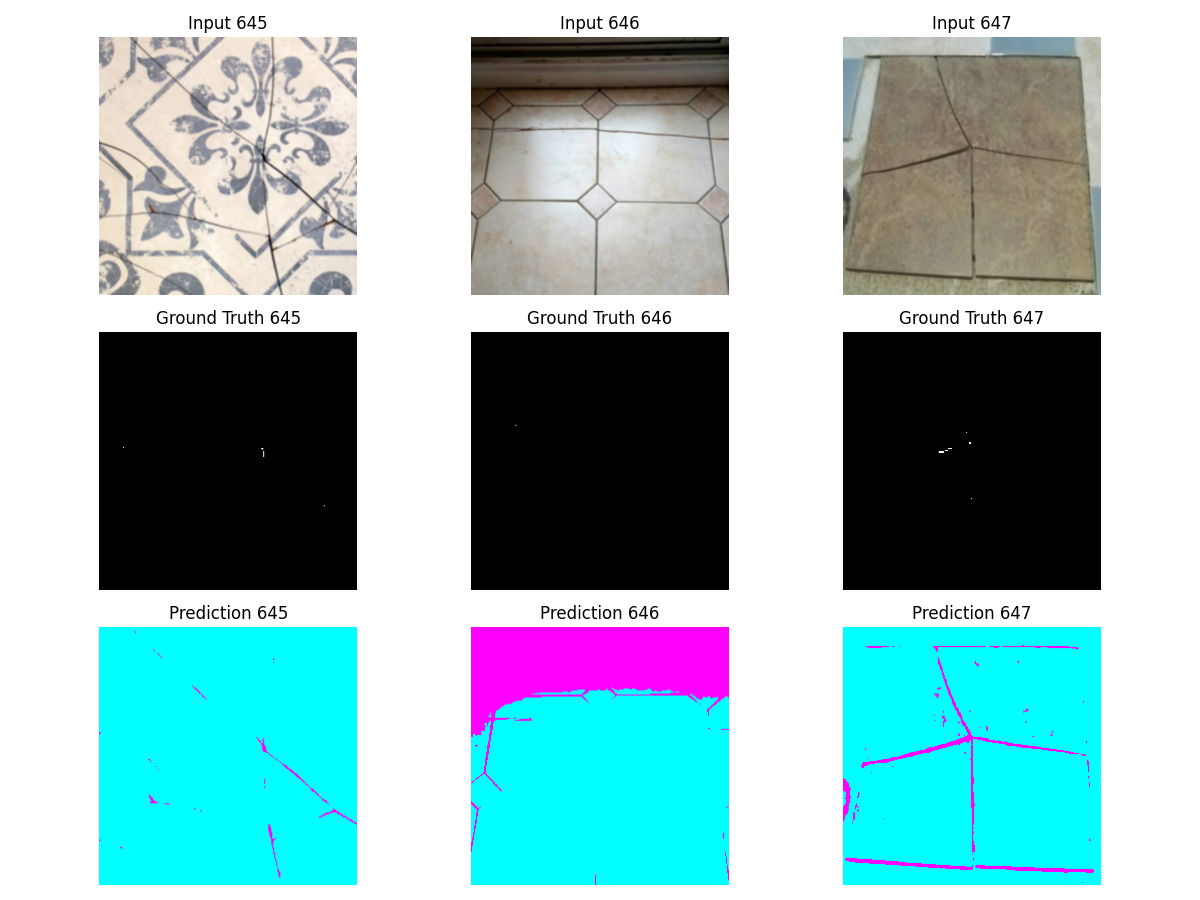 Input 645
Input 646
Input 647
Ground Truth 645
Ground Truth 646
Ground Truth 647
Prediction 645
Prediction 646
Prediction 647